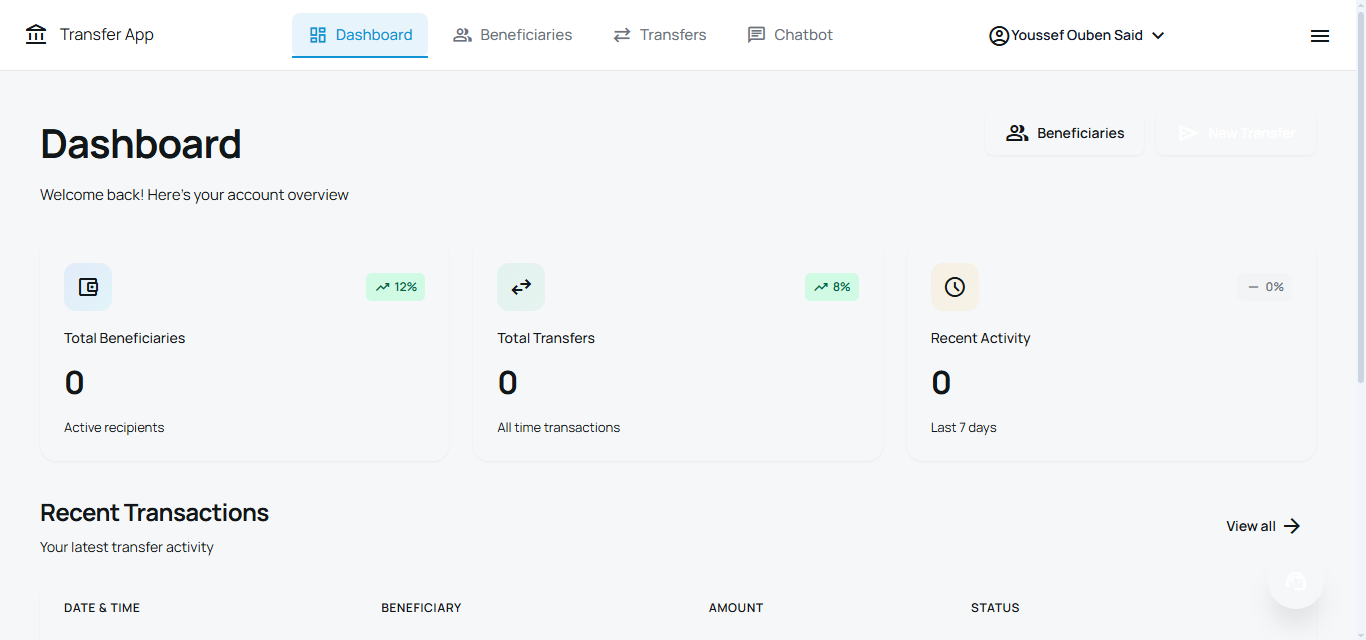 Transfer App
Dashboard
Beneficiaries
Transfers
Chatbot
Youssef Ouben Said
Dashboard
Welcome back! Here's your account overview
Beneficiaries
New Transfer
12%
Total Beneficiaries
0
Active recipients
8%
Total Transfers
0
All time transactions
0%
Recent Activity
0
Last 7 days
Recent Transactions
Your latest transfer activity
View all
DATE & TIME BENEFICIARY AMOUNT STATUS